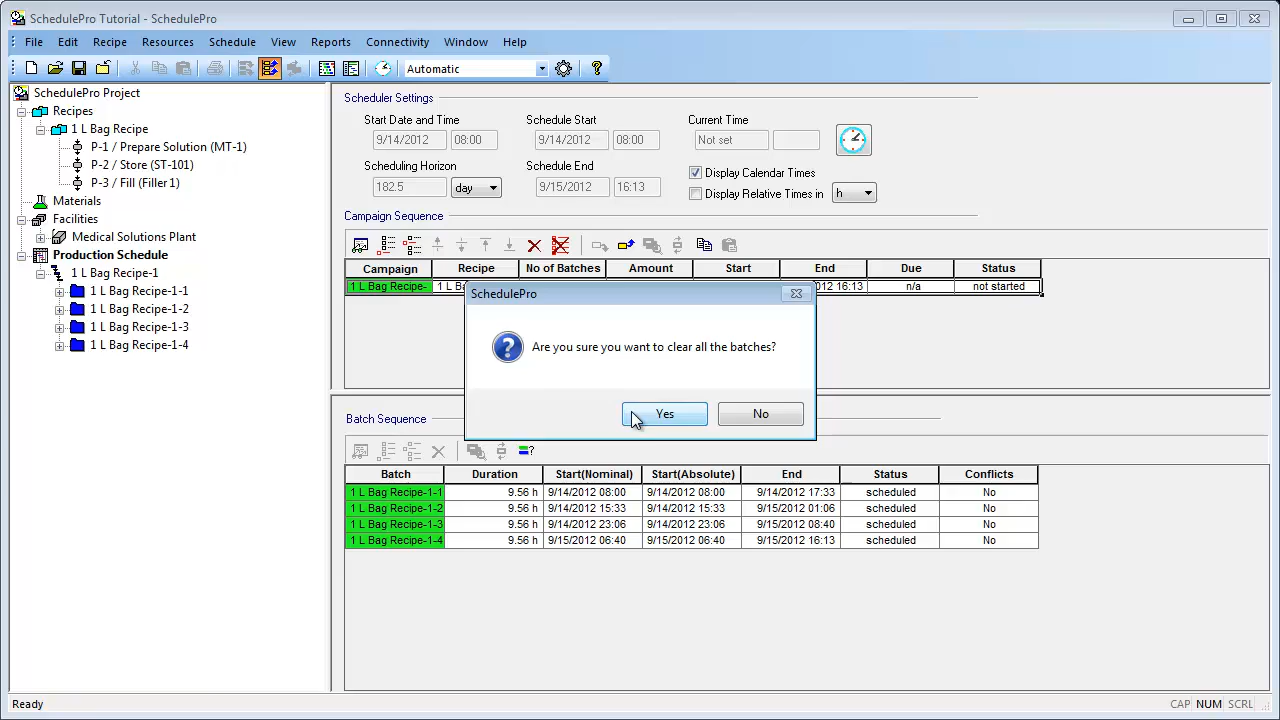 SchedulePro Tutorial - SchedulePro
File Edit Recipe Resources Schedule View Reports Connectivity Window Help
Automatic
SchedulePro Project
Recipes
1 L Bag Recipe
P-1 / Prepare Solution (MT-1)
P-2 / Store (ST-101)
P-3 / Fill (Filler 1)
Materials
Facilities
Medical Solutions Plant
Production Schedule
1 L Bag Recipe-1
1 L Bag Recipe-1-1
1 L Bag Recipe-1-2
1 L Bag Recipe-1-3
1 L Bag Recipe-1-4
Scheduler Settings
Start Date and Time Schedule Start Current Time
9/14/2012 08:00 9/14/2012 08:00 Not set
Scheduling Horizon Schedule End Display Calendar Times
182.5 day 9/15/2012 16:13 Display Relative Times in h
Campaign Sequence
Campaign Recipe No of Batches Amount Start End Due Status
1 L Bag Recipe- 1 L B 012 16:13 n/a not started
SchedulePro
Are you sure you want to clear all the batches?
Yes No
Batch Sequence
Batch Duration Start(Nominal) Start(Absolute) End Status Conflicts
1 L Bag Recipe-1-1 9.56 h 9/14/2012 08:00 9/14/2012 08:00 9/14/2012 17:33 scheduled No
1 L Bag Recipe-1-2 9.56 h 9/14/2012 15:33 9/14/2012 15:33 9/15/2012 01:06 scheduled No
1 L Bag Recipe-1-3 9.56 h 9/14/2012 23:06 9/14/2012 23:06 9/15/2012 08:40 scheduled No
1 L Bag Recipe-1-4 9.56 h 9/15/2012 06:40 9/15/2012 06:40 9/15/2012 16:13 scheduled No
Ready CAP NUM SCRL